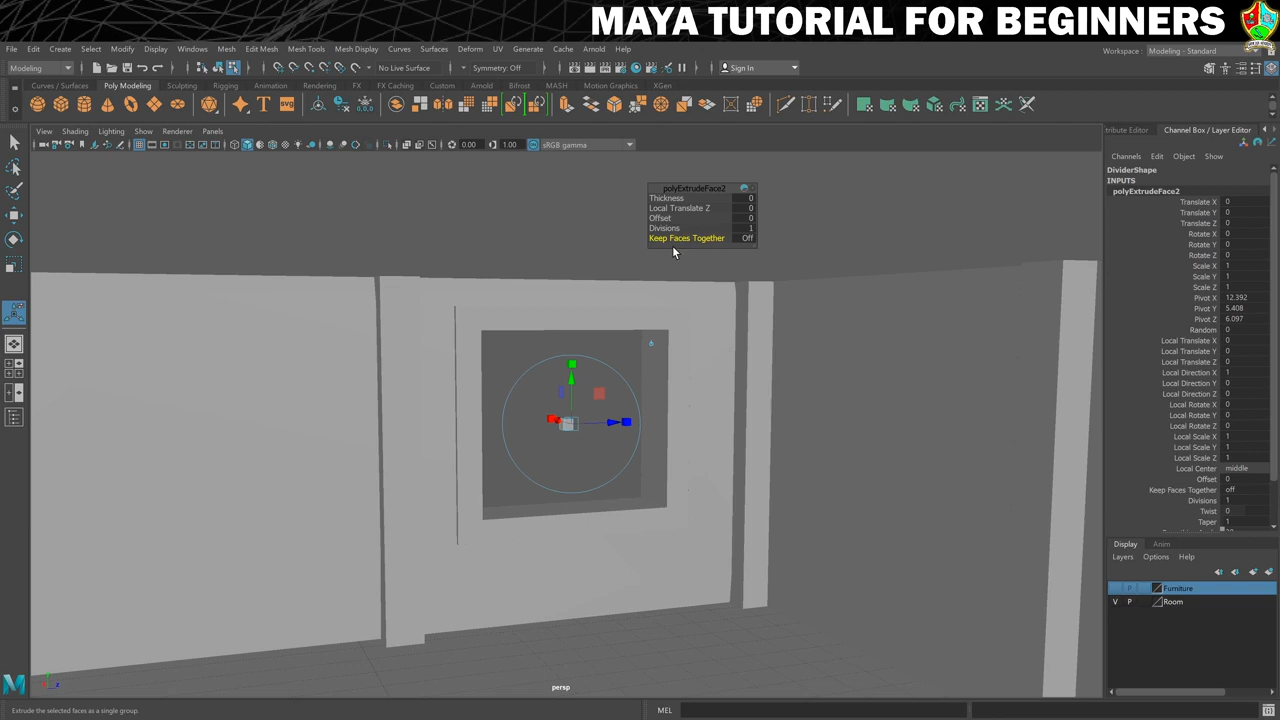 MAYA TUTORIAL FOR BEGINNERS
File Edit Create Select Modify Display Windows Mesh Edit Mesh Mesh Tools Mesh Display Curves Surfaces Deform UV Generate Cache Arnold Help
Workspace : Modeling - Standard
Modeling No Live Surface Symmetry: Off Sign In
Curves / Surfaces Poly Modeling Sculpting Rigging Animation Rendering FX FX Caching Custom Arnold Bifrost MASH Motion Graphics XGen
View Shading Lighting Show Renderer Panels
tribute Editor Channel Box / Layer Editor
0.00 1.00 sRGB gamma
Channels Edit Object Show
DividerShape
INPUTS
polyExtrudeFace2
Translate X 0
Translate Y 0
Translate Z 0
Rotate X 0
Rotate Y 0
Rotate Z 0
Scale X 1
Scale Y 1
Scale Z 1
Pivot X 12.392
Pivot Y 5.408
Pivot Z 6.097
Random 0
Local Translate X 0
Local Translate Y 0
Local Translate Z 0
Local Direction X 1
Local Direction Y 0
Local Direction Z 0
Local Rotate X 0
Local Rotate Y 0
Local Rotate Z 0
Local Scale X 1
Local Scale Y 1
Local Scale Z 1
Local Center middle
Offset 0
Keep Faces Together off
Divisions 1
Twist 0
Taper 1
polyExtrudeFace2
Thickness 0
Local Translate Z 0
Offset 0
Divisions 1
Keep Faces Together Off
Display Anim
Layers Options Help
P Furniture
V P Room
persp
Extrude the selected faces as a single group.
MEL